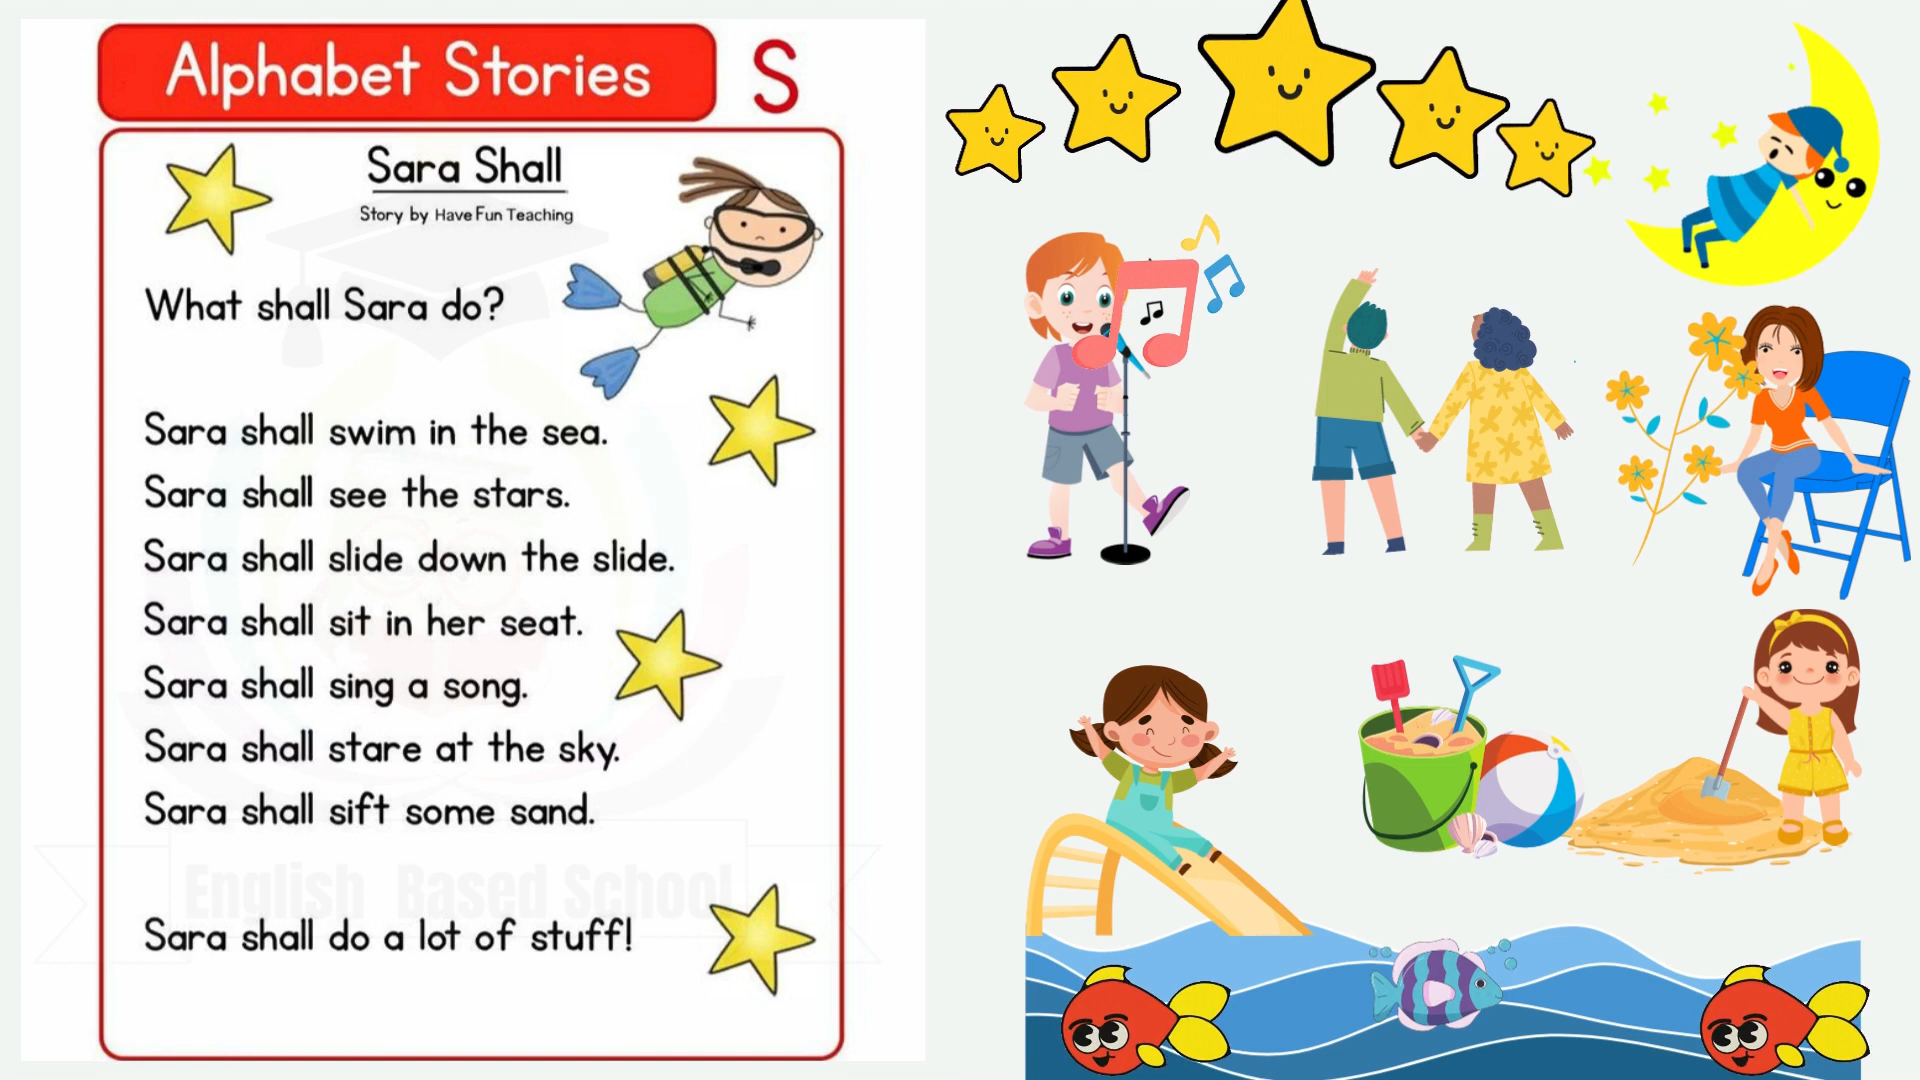 Alphabet Stories S
Sara Shall
Story by Have Fun Teaching
What shall Sara do?
Sara shall swim in the sea.
Sara shall see the stars.
Sara shall slide down the slide.
Sara shall sit in her seat.
Sara shall sing a song.
Sara shall stare at the sky.
Sara shall sift some sand.
English Based School
Sara shall do a lot of stuff!